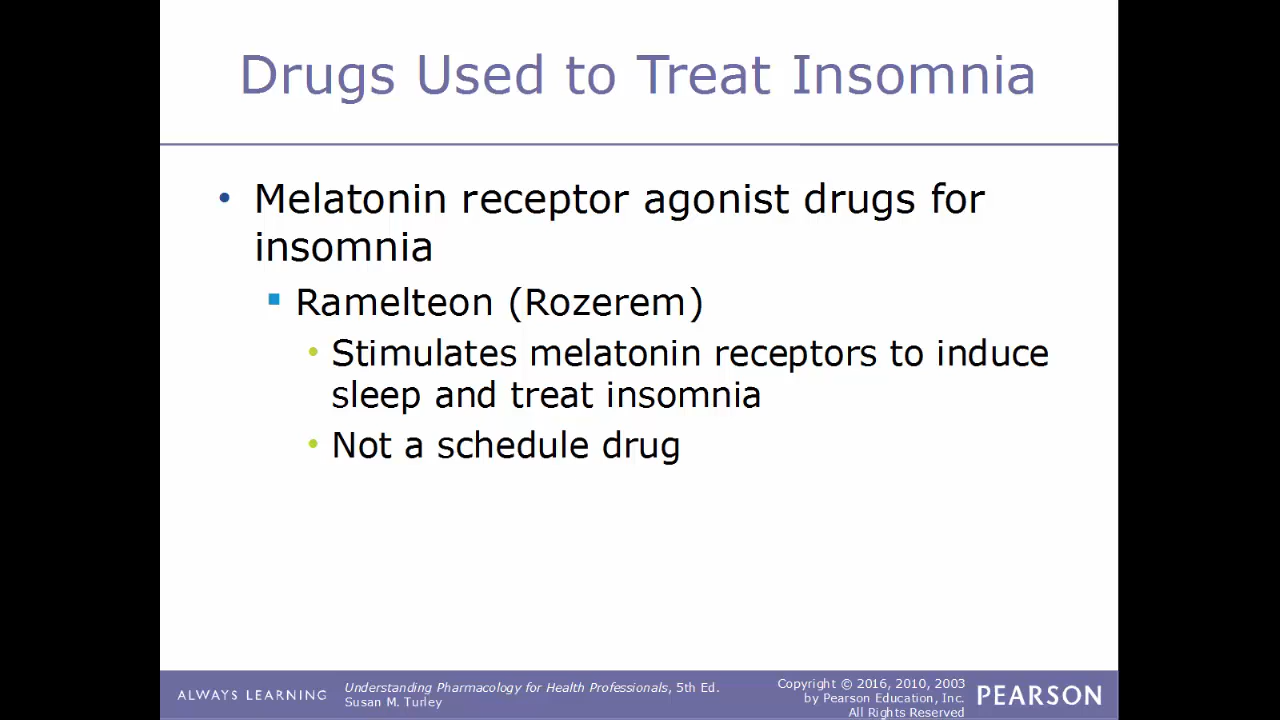 Drugs Used to Treat Insomnia
• Melatonin receptor agonist drugs for
insomnia
▪ Ramelteon (Rozerem)
• Stimulates melatonin receptors to induce
sleep and treat insomnia
• Not a schedule drug
ALWAYS LEARNING
Understanding Pharmacology for Health Professionals, 5th Ed.
Susan M. Turley
Copyright © 2016, 2010, 2003
by Pearson Education, Inc.
All Rights Reserved
PEARSON